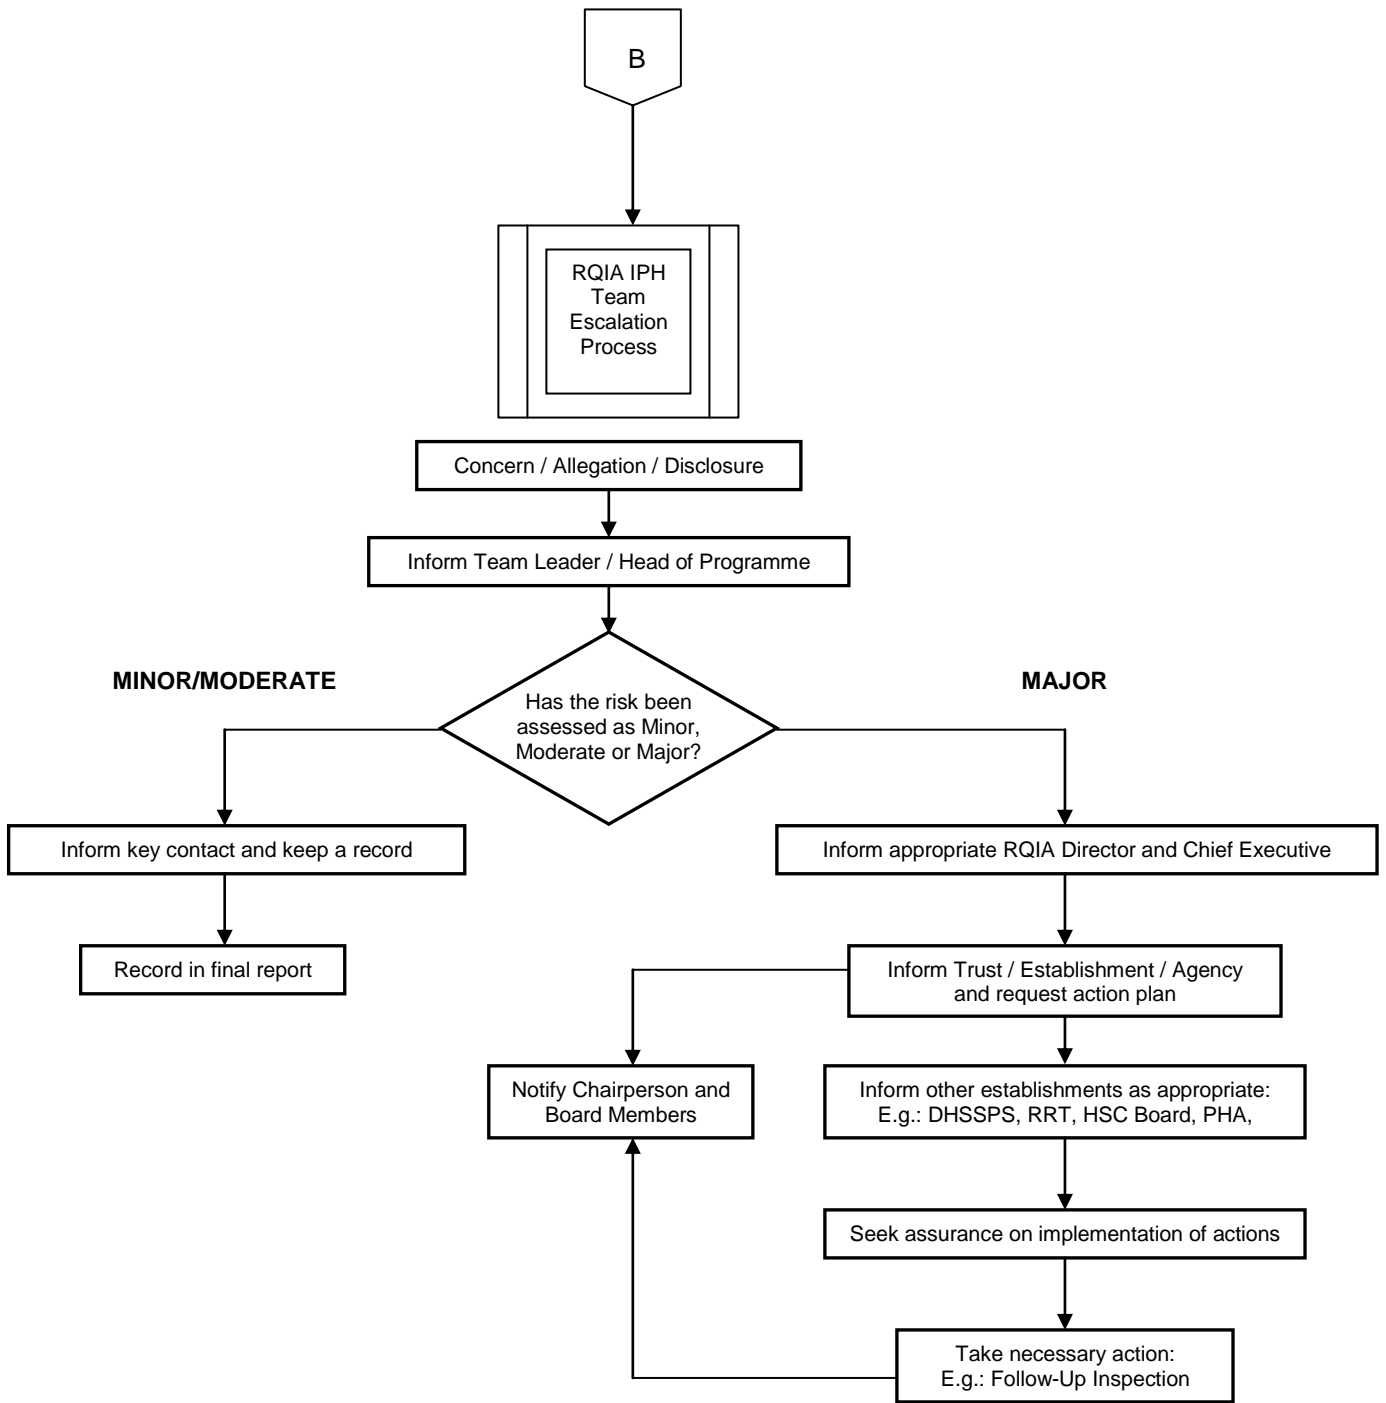 B
RQIA IPH
Team
Escalation
Process
Concern / Allegation / Disclosure
Inform Team Leader / Head of Programme
MINOR/MODERATE
MAJOR
Has the risk been
assessed as Minor,
Moderate or Major?
Inform key contact and keep a record
Inform appropriate RQIA Director and Chief Executive
Record in final report
Inform Trust / Establishment / Agency
and request action plan
Notify Chairperson and
Board Members
Inform other establishments as appropriate:
E.g.: DHSSPS, RRT, HSC Board, PHA,
Seek assurance on implementation of actions
Take necessary action:
E.g.: Follow-Up Inspection